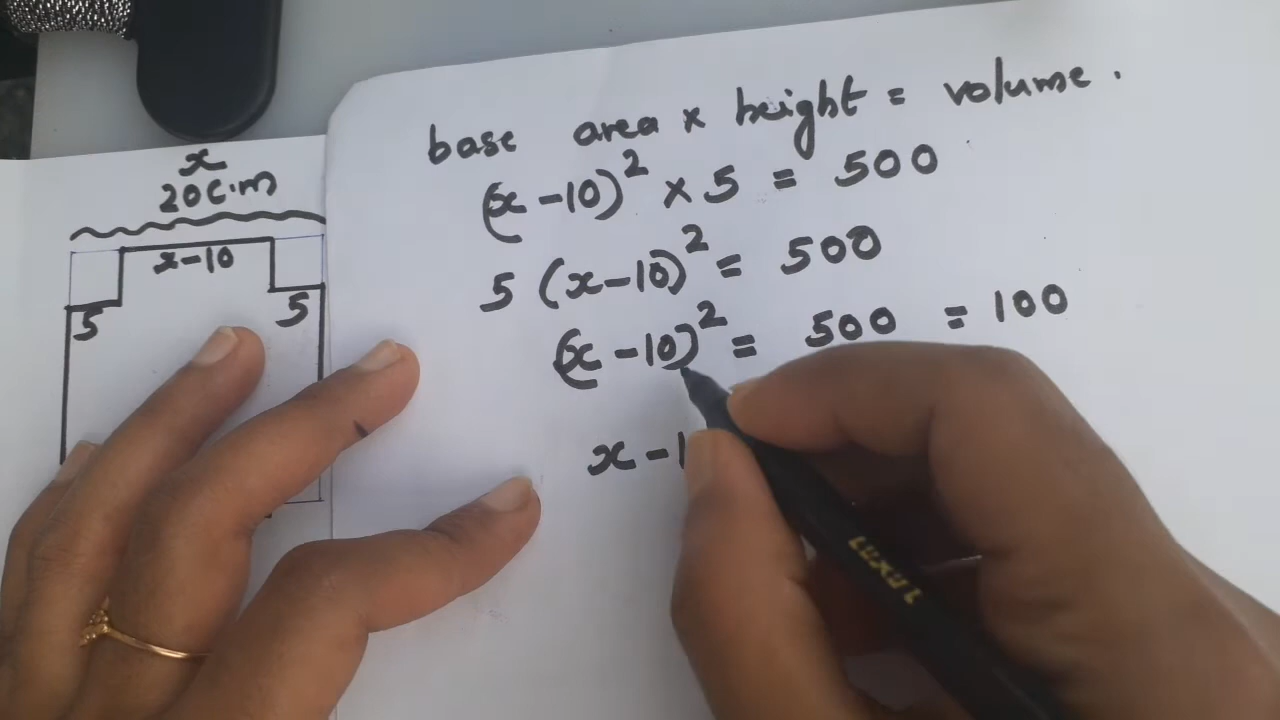 base area × height = volume.
(x-10)² × 5 = 500
5 (x-10)² = 500
(x-10)² = 500 = 100
x-1
x
20c.m
x-10
5 5
LUXOR